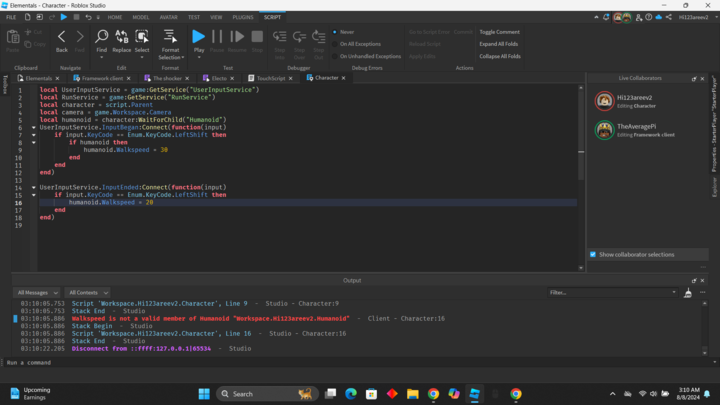 Elementals - Character - Roblox Studio
FILE HOME MODEL AVATAR TEST VIEW PLUGINS SCRIPT Hi123areev2
Paste Copy Cut Duplicate Back Forward Find Replace Select Format Selection Play Pause Resume Stop Step Into Step Over Step Out Never On All Exceptions On Unhandled Exceptions Go to Script Error Commit Reload Script Apply Edits Toggle Comment Expand All Folds Collapse All Folds
Clipboard Navigate Edit Format Test Debugger Debug Errors Actions
Toolbox
Elementals Framework client The shocker Electo TouchScript Character
1 local UserInputService = game:GetService("UserInputService")
2 local RunService = game:GetService("RunService")
3 local character = script.Parent
4 local camera = game.Workspace.Camera
5 local humanoid = character:WaitForChild("Humanoid")
6 UserInputService.InputBegan:Connect(function(input)
7 if input.KeyCode == Enum.KeyCode.LeftShift then
8 if humanoid then
9 humanoid.Walkspeed = 30
10 end
11 end
12 end)
13
14 UserInputService.InputEnded:Connect(function(input)
15 if input.KeyCode == Enum.KeyCode.LeftShift then
16 humanoid.Walkspeed = 20
17 end
18 end)
19
Live Collaborators
Hi123areev2
Editing Character
TheAveragePi
Editing Framework client
Show collaborator selections
Properties - StarterPlayer "StarterPlayer"
Explorer
Output
All Messages All Contexts Filter...
03:10:05.753 Script 'Workspace.Hi123areev2.Character', Line 9 - Studio - Character:9
03:10:05.753 Stack End - Studio
03:10:05.886 Walkspeed is not a valid member of Humanoid "Workspace.Hi123areev2.Humanoid" - Client - Character:16
03:10:05.886 Stack Begin - Studio
03:10:05.886 Script 'Workspace.Hi123areev2.Character', Line 16 - Studio - Character:16
03:10:05.886 Stack End - Studio
03:10:22.205 Disconnect from ::ffff:127.0.0.1|65534 - Studio
Run a command
Upcoming
Earnings
Search
3:10 AM
8/8/2024